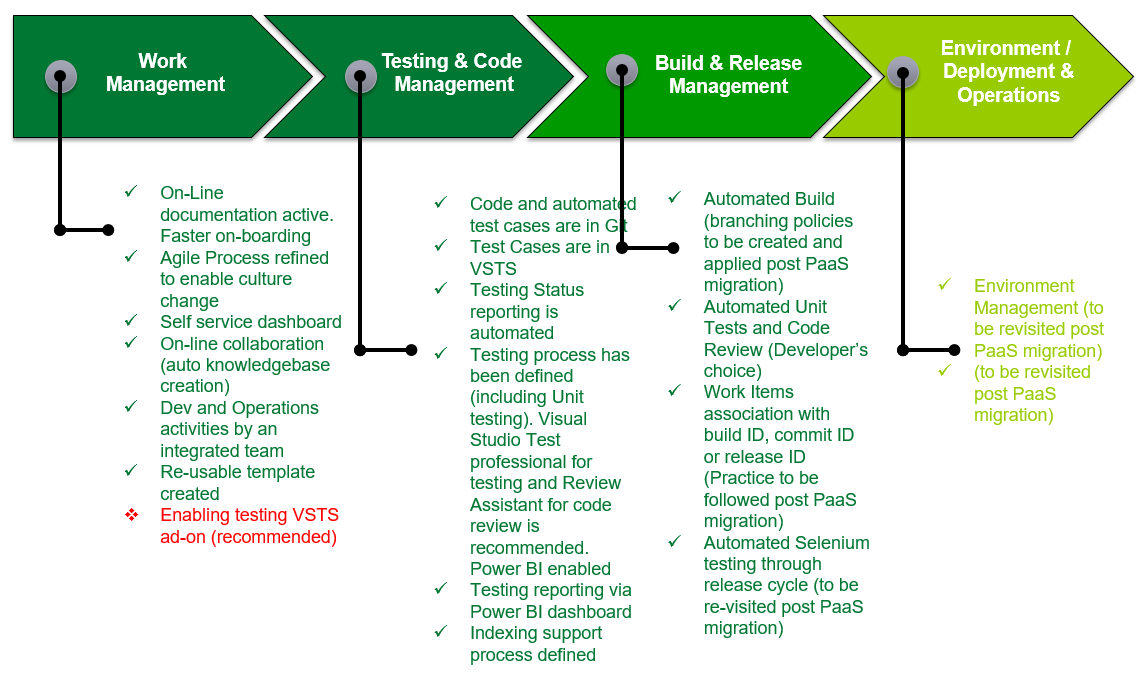 Work
Management
Testing & Code
Management
Build & Release
Management
Environment /
Deployment &
Operations
On-Line
documentation active.
Faster on-boarding
Agile Process refined
to enable culture
change
Self service dashboard
On-line collaboration
(auto knowledgebase
creation)
Dev and Operations
activities by an
integrated team
Re-usable template
created
Enabling testing VSTS
ad-on (recommended)
Code and automated
test cases are in Git
Test Cases are in
VSTS
Testing Status
reporting is
automated
Testing process has
been defined
(including Unit
testing). Visual
Studio Test
professional for
testing and Review
Assistant for code
review is
recommended.
Power BI enabled
Testing reporting via
Power BI dashboard
Indexing support
process defined
Automated Build
(branching policies
to be created and
applied post PaaS
migration)
Automated Unit
Tests and Code
Review (Developer’s
choice)
Work Items
association with
build ID, commit ID
or release ID
(Practice to be
followed post PaaS
migration)
Automated Selenium
testing through
release cycle (to be
re-visited post PaaS
migration)
Environment
Management (to
be revisited post
PaaS migration)
(to be revisited
post PaaS
migration)